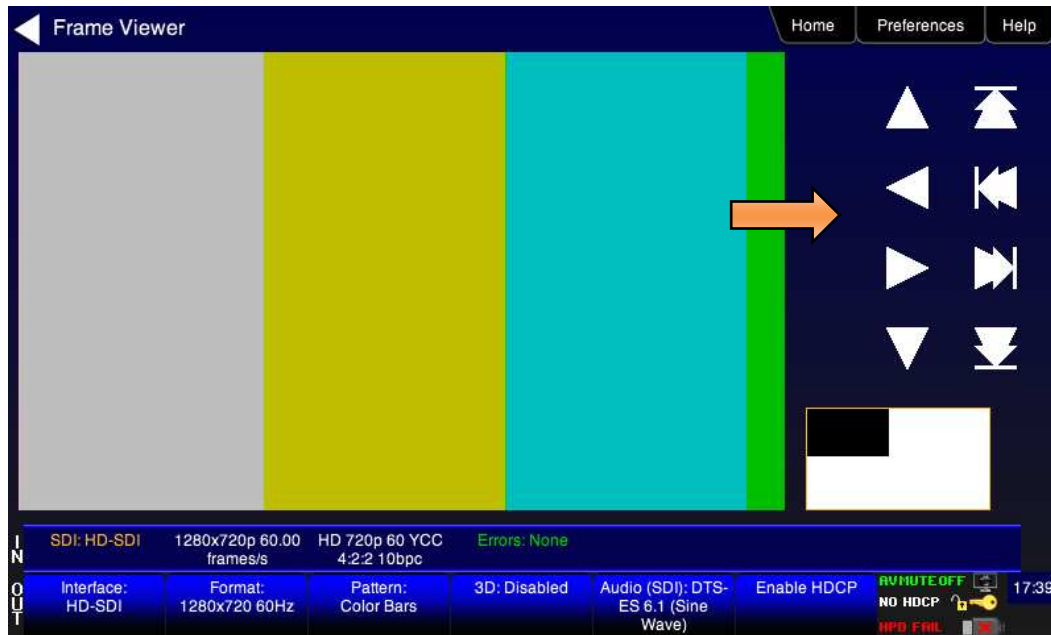 Frame Viewer
Home
Preferences
Help
IN
SDI: HD-SDI
1280x720p 60.00
frames/s
HD 720p 60 YCC
4:2:2 10bpc
Errors: None
OUT
Interface:
HD-SDI
Format:
1280x720 60Hz
Pattern:
Color Bars
3D: Disabled
Audio (SDI): DTS-
ES 6.1 (Sine
Wave)
Enable HDCP
AVMUTE OFF
NO HDCP
HPD FAIL
17:39